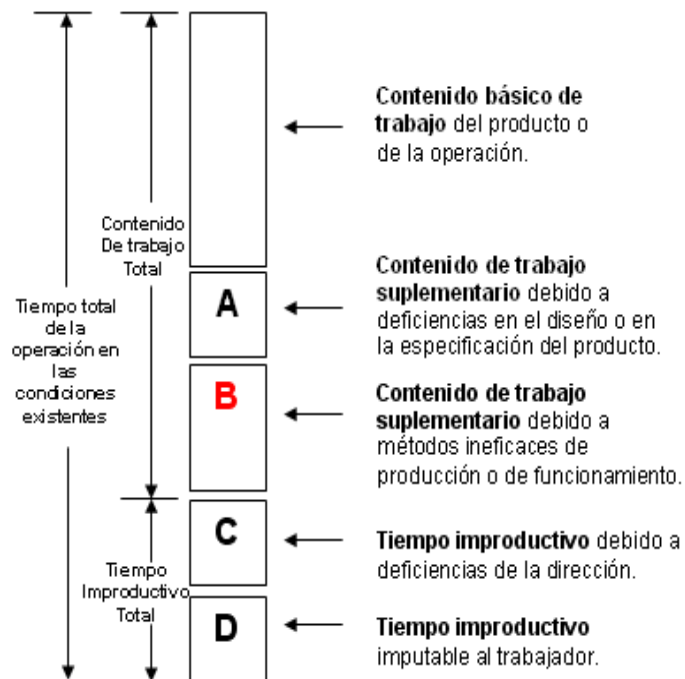 Contenido básico de
trabajo del producto o
de la operación.
Contenido
De trabajo
Total
A
Contenido de trabajo
suplementario debido a
deficiencias en el diseño o en
la especificación del producto.
Tiempo total
de la
operación en
las
condiciones
existentes
B
Contenido de trabajo
suplementario debido a
métodos ineficaces de
producción o de funcionamiento.
C
Tiempo improductivo debido a
deficiencias de la dirección.
Tiempo
Improductivo
Total
D
Tiempo improductivo
imputable al trabajador.